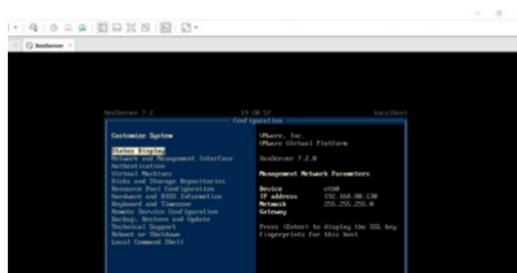 XenServer
XenServer 7.2
19:20:57
localhost
Configuration
Customize System
Status Display
Network and Management Interface
Authentication
Virtual Machines
Disks and Storage Repositories
Resource Pool Configuration
Hardware and BIOS Information
Keyboard and Timezone
Remote Service Configuration
Backup, Restore and Update
Technical Support
Reboot or Shutdown
Local Command Shell
VMware, Inc.
VMware Virtual Platform
XenServer 7.2.0
Management Network Parameters
Device eth0
IP address 192.168.80.130
Netmask 255.255.255.0
Gateway
Press <Enter> to display the SSL key
fingerprints for this host